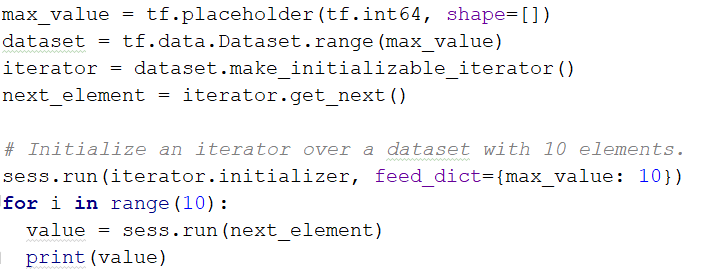 max_value = tf.placeholder(tf.int64, shape=[])
dataset = tf.data.Dataset.range(max_value)
iterator = dataset.make_initializable_iterator()
next_element = iterator.get_next()

# Initialize an iterator over a dataset with 10 elements.
sess.run(iterator.initializer, feed_dict={max_value: 10})
for i in range(10):
  value = sess.run(next_element)
  print(value)